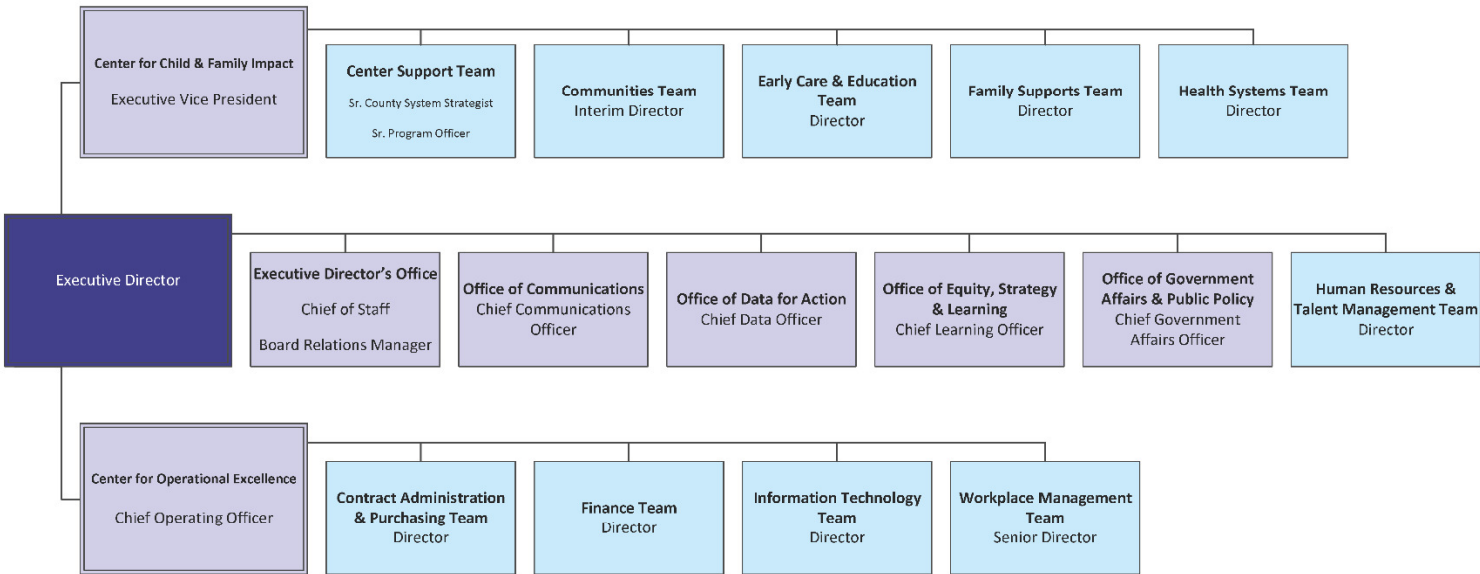 Center for Child & Family Impact
Executive Vice President
Center Support Team
Sr. County System Strategist
Sr. Program Officer
Communities Team
Interim Director
Early Care & Education
Team
Director
Family Supports Team
Director
Health Systems Team
Director
Executive Director
Executive Director’s Office
Chief of Staff
Board Relations Manager
Office of Communications
Chief Communications
Officer
Office of Data for Action
Chief Data Officer
Office of Equity, Strategy
& Learning
Chief Learning Officer
Office of Government
Affairs & Public Policy
Chief Government
Affairs Officer
Human Resources &
Talent Management Team
Director
Center for Operational Excellence
Chief Operating Officer
Contract Administration
& Purchasing Team
Director
Finance Team
Director
Information Technology
Team
Director
Workplace Management
Team
Senior Director